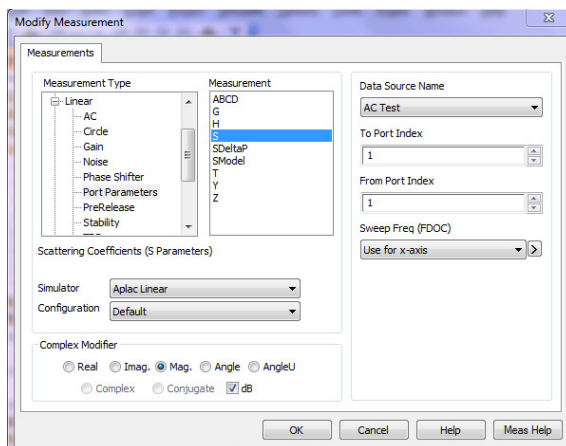 Modify Measurement
Measurements
Measurement Type
Linear
AC
Circle
Gain
Noise
Phase Shifter
Port Parameters
PreRelease
Stability
Measurement
ABCD
G
H
S
SDeltaP
SModel
T
Y
Z
Scattering Coefficients (S Parameters)
Simulator Aplac Linear
Configuration Default
Complex Modifier
Real Imag. Mag. Angle AngleU
Complex Conjugate dB
Data Source Name
AC Test
To Port Index
1
From Port Index
1
Sweep Freq (FDOC)
Use for x-axis >
OK Cancel Help Meas Help